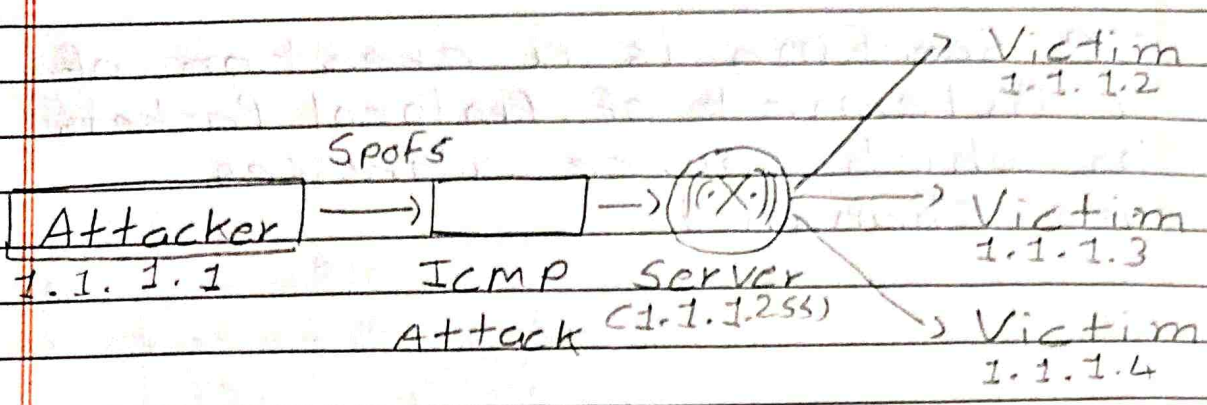 Victim
1.1.1.2
Spofs
Attacker
1.1.1.1
Victim
1.1.1.3
Icmp
Attack
Server
(1.1.1.255)
Victim
1.1.1.4